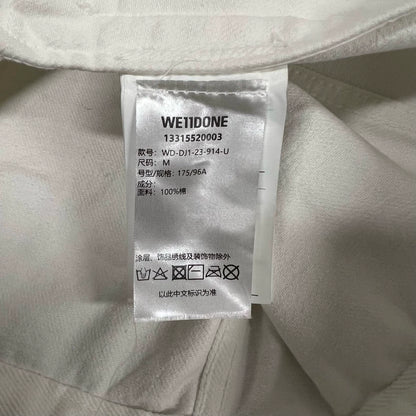 WE11DONE
13315520003
款号: WD-DJ1-23-914-U
尺码: M
号型/规格: 175/96A
成分:
面料: 100%棉
涂层、饰品绣线及装饰物除外
以此中文标识为准